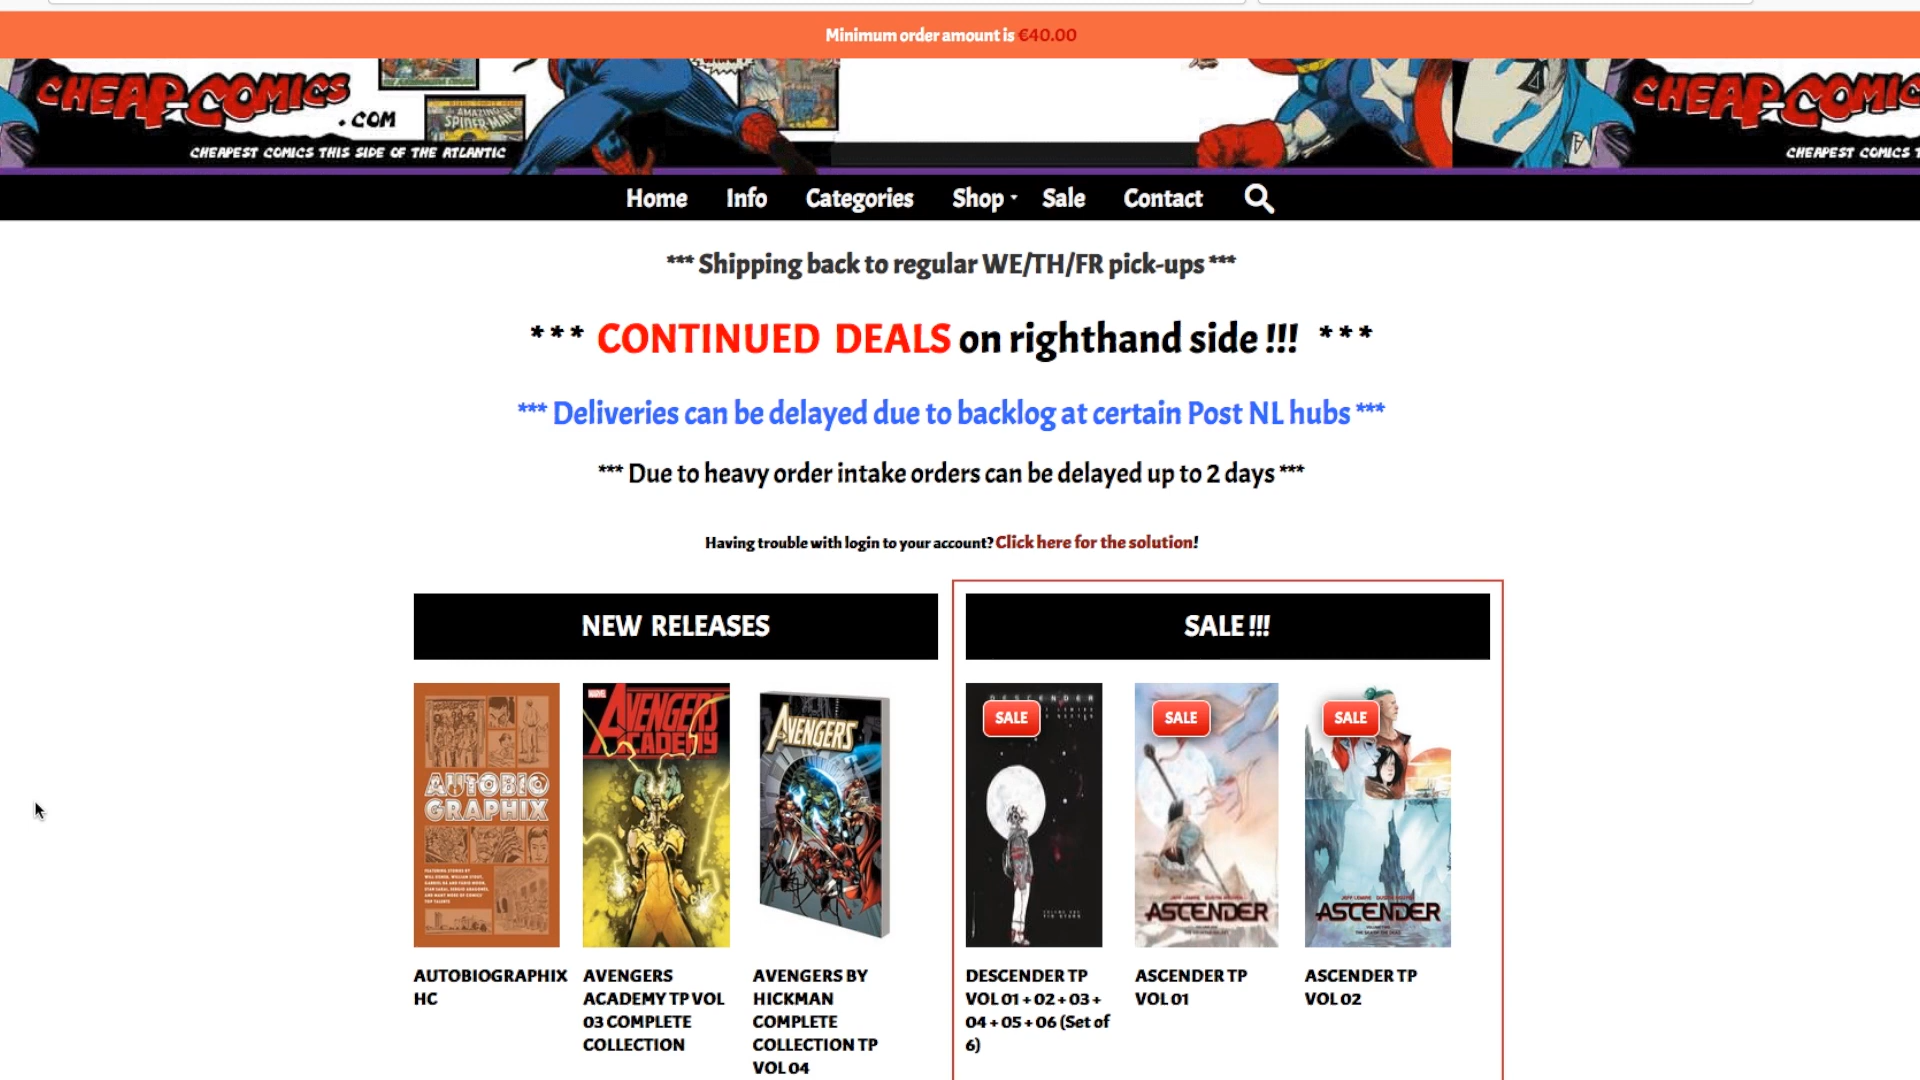 Minimum order amount is €40.00
CHEAP-COMICS
.COM
CHEAPEST COMICS THIS SIDE OF THE ATLANTIC
AMAZING
SPIDER-MAN
CHEAP-COMIC
CHEAPEST COMICS T
Home Info Categories Shop Sale Contact
*** Shipping back to regular WE/TH/FR pick-ups ***
*** CONTINUED DEALS on righthand side !!! ***
*** Deliveries can be delayed due to backlog at certain Post NL hubs ***
*** Due to heavy order intake orders can be delayed up to 2 days ***
Having trouble with login to your account? Click here for the solution!
NEW RELEASES
AUTOBIO
GRAPHIX
MARVEL
AVENGERS
ACADEMY
AVENGERS
AUTOBIOGRAPHIX
HC
AVENGERS
ACADEMY TP VOL
03 COMPLETE
COLLECTION
AVENGERS BY
HICKMAN
COMPLETE
COLLECTION TP
VOL 04
SALE !!!
DESCENDER
SALE
SALE
ASCENDER
SALE
ASCENDER
DESCENDER TP
VOL 01 + 02 + 03 +
04 + 05 + 06 (Set of
6)
ASCENDER TP
VOL 01
ASCENDER TP
VOL 02